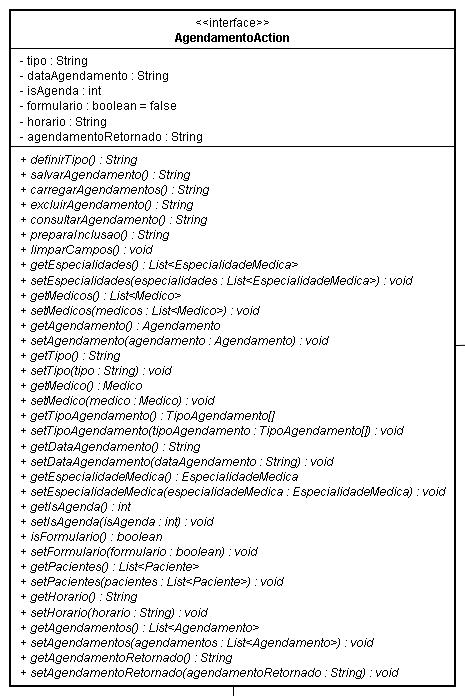 <<interface>>
AgendamentoAction
- tipo : String
- dataAgendamento : String
- isAgenda : int
- formulario : boolean = false
- horario : String
- agendamentoRetornado : String
+ definirTipo() : String
+ salvarAgendamento() : String
+ carregarAgendamentos() : String
+ excluirAgendamento() : String
+ consultarAgendamento() : String
+ preparaInclusao() : String
+ limparCampos() : void
+ getEspecialidades() : List<EspecialidadeMedica>
+ setEspecialidades(especialidades : List<EspecialidadeMedica>) : void
+ getMedicos() : List<Medico>
+ setMedicos(medicos : List<Medico>) : void
+ getAgendamento() : Agendamento
+ setAgendamento(agendamento : Agendamento) : void
+ getTipo() : String
+ setTipo(tipo : String) : void
+ getMedico() : Medico
+ setMedico(medico : Medico) : void
+ getTipoAgendamento() : TipoAgendamento[]
+ setTipoAgendamento(tipoAgendamento : TipoAgendamento[]) : void
+ getDataAgendamento() : String
+ setDataAgendamento(dataAgendamento : String) : void
+ getEspecialidadeMedica() : EspecialidadeMedica
+ setEspecialidadeMedica(especialidadeMedica : EspecialidadeMedica) : void
+ getIsAgenda() : int
+ setIsAgenda(isAgenda : int) : void
+ isFormulario() : boolean
+ setFormulario(formulario : boolean) : void
+ getPacientes() : List<Paciente>
+ setPacientes(pacientes : List<Paciente>) : void
+ getHorario() : String
+ setHorario(horario : String) : void
+ getAgendamentos() : List<Agendamento>
+ setAgendamentos(agendamentos : List<Agendamento>) : void
+ getAgendamentoRetornado() : String
+ setAgendamentoRetornado(agendamentoRetornado : String) : void